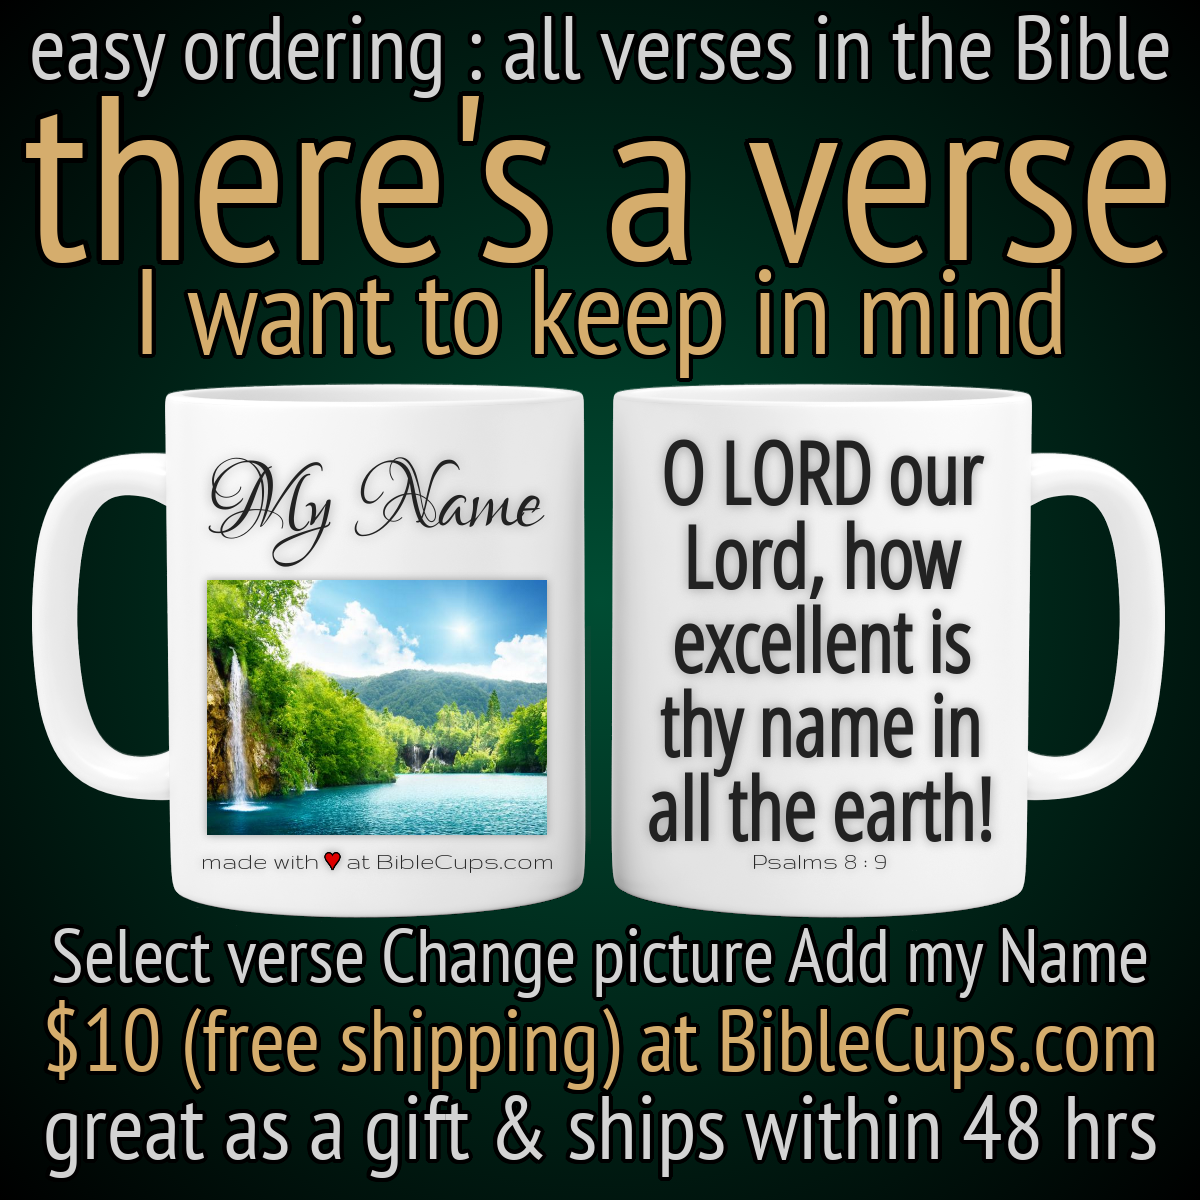 easy ordering : all verses in the Bible
there's a verse
I want to keep in mind
My Name
made with ♥ at BibleCups.com
O LORD our
Lord, how
excellent is
thy name in
all the earth!
Psalms 8 : 9
Select verse Change picture Add my Name
$10 (free shipping) at BibleCups.com
great as a gift & ships within 48 hrs